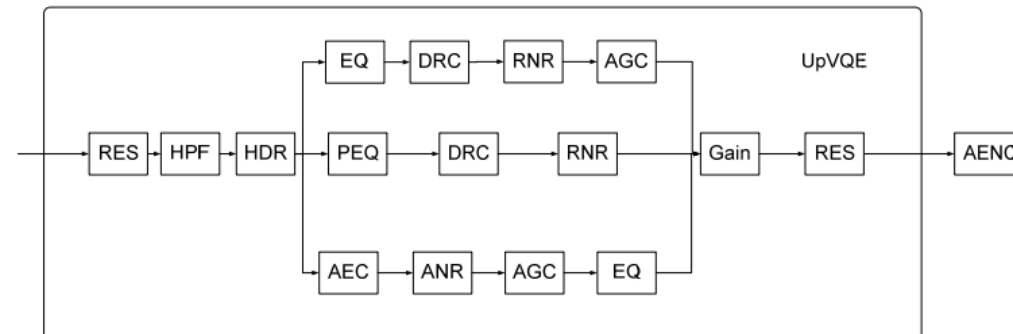 EQ DRC RNR AGC UpVQE
RES HPF HDR PEQ DRC RNR Gain RES AENC
AEC ANR AGC EQ